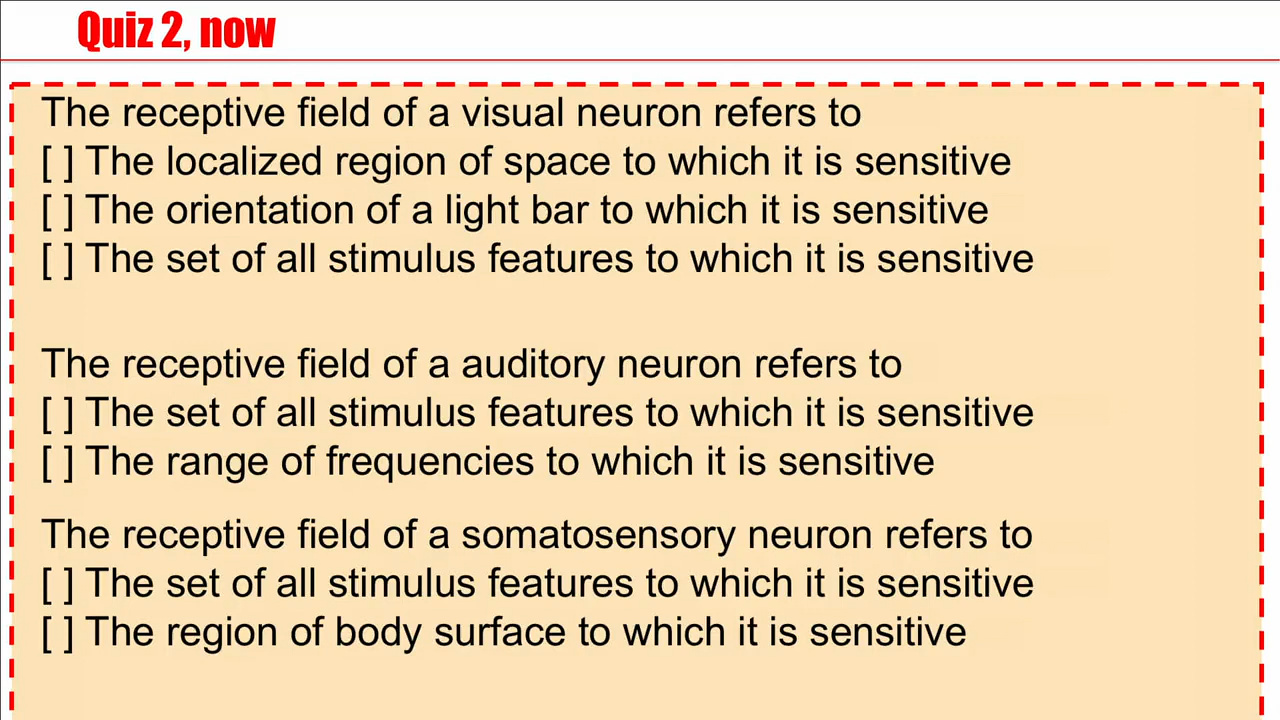 Quiz 2, now
The receptive field of a visual neuron refers to
[ ] The localized region of space to which it is sensitive
[ ] The orientation of a light bar to which it is sensitive
[ ] The set of all stimulus features to which it is sensitive
The receptive field of a auditory neuron refers to
[ ] The set of all stimulus features to which it is sensitive
[ ] The range of frequencies to which it is sensitive
The receptive field of a somatosensory neuron refers to
[ ] The set of all stimulus features to which it is sensitive
[ ] The region of body surface to which it is sensitive